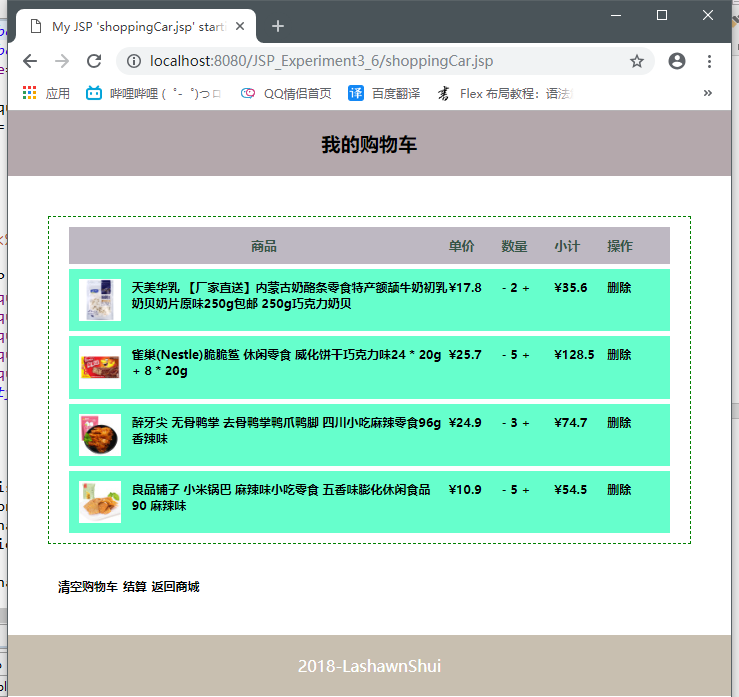 My JSP 'shoppingCar.jsp' starti
localhost:8080/JSP_Experiment3_6/shoppingCar.jsp
应用 哔哩哔哩 ( ゜- ゜)つロ QQ情侣首页 百度翻译 Flex 布局教程：语法 »
我的购物车
商品 单价 数量 小计 操作
天美华乳 【厂家直送】内蒙古奶酪条零食特产额颉牛奶初乳 ¥17.8 - 2 + ¥35.6 删除
奶贝奶片原味250g包邮 250g巧克力奶贝
雀巢(Nestle)脆脆鲨 休闲零食 威化饼干巧克力味24 * 20g ¥25.7 - 5 + ¥128.5 删除
+ 8 * 20g
醉牙尖 无骨鸭掌 去骨鸭掌鸭爪鸭脚 四川小吃麻辣零食96g ¥24.9 - 3 + ¥74.7 删除
香辣味
良品铺子 小米锅巴 麻辣味小吃零食 五香味膨化休闲食品 ¥10.9 - 5 + ¥54.5 删除
90 麻辣味
清空购物车 结算 返回商城
2018-LashawnShui